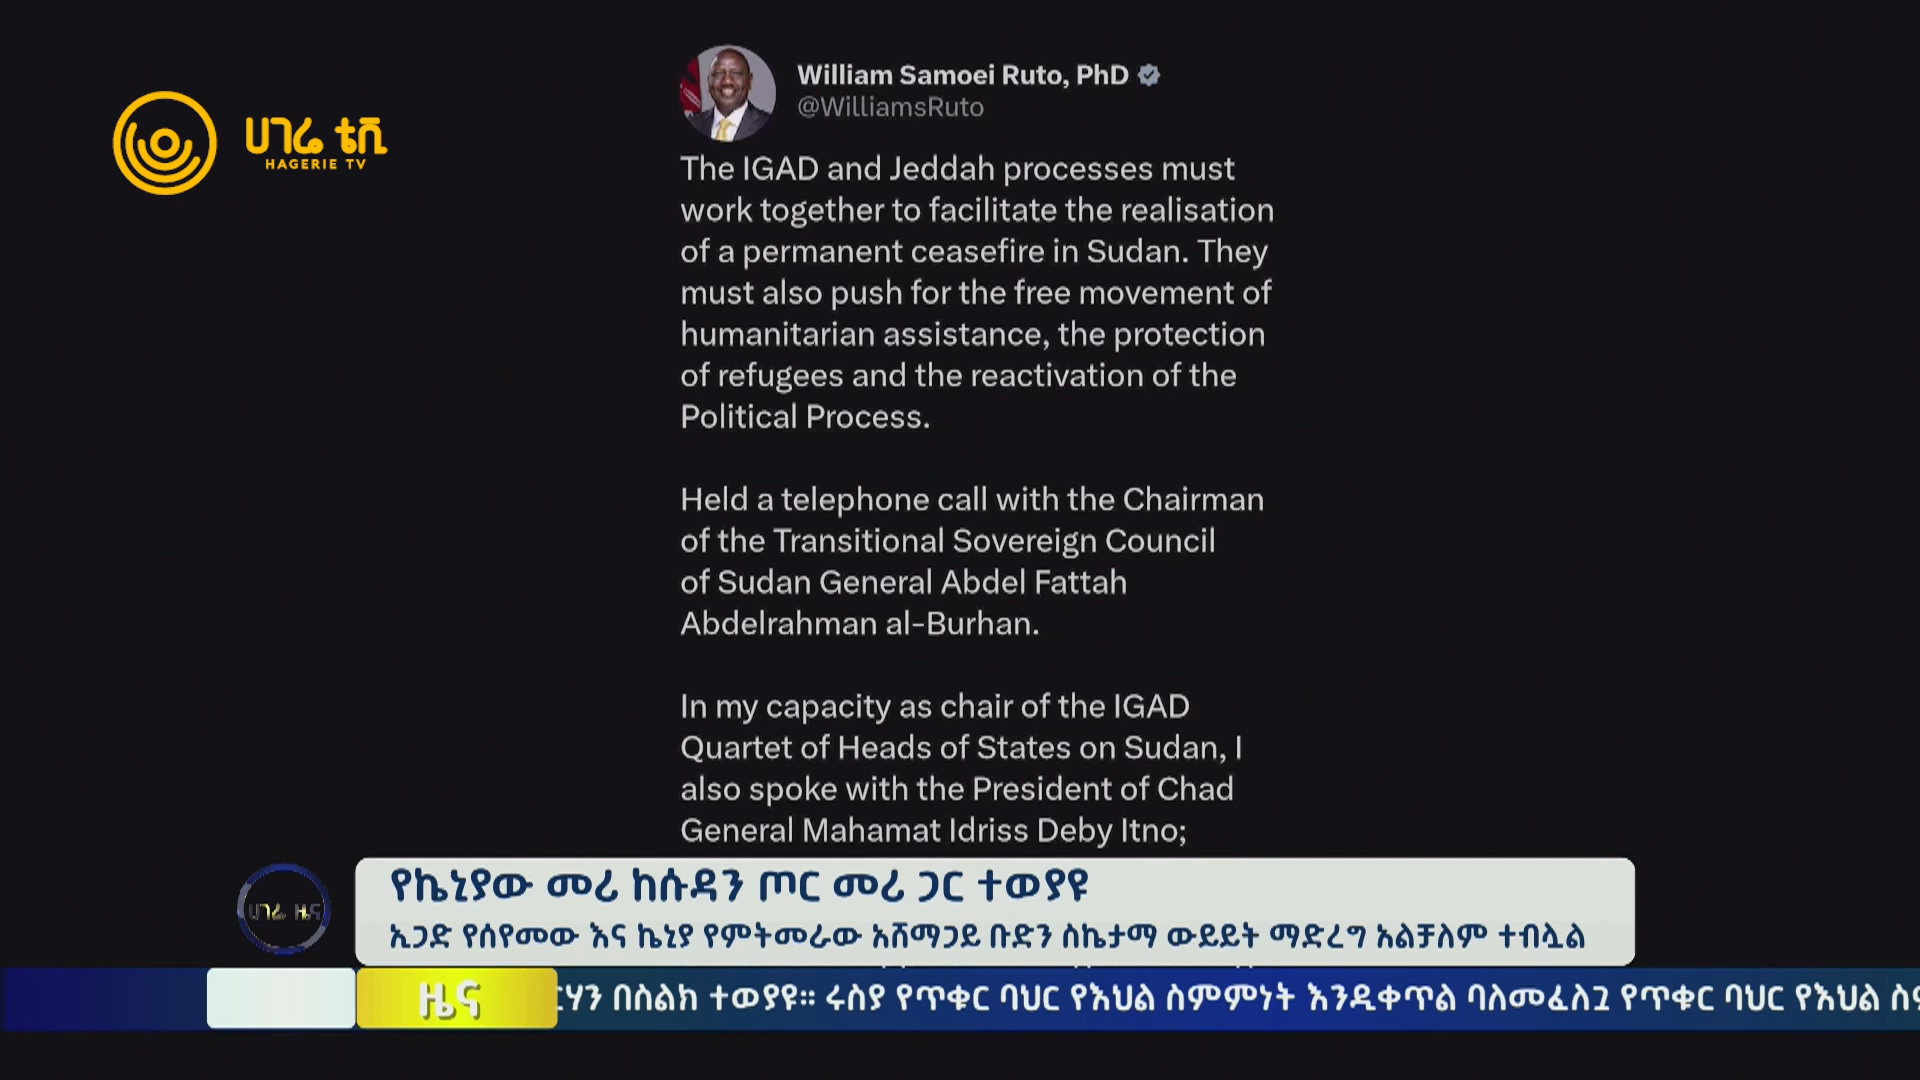 ሀገሬ ቴቪ
HAGERIE TV
William Samoei Ruto, PhD
@WilliamsRuto
The IGAD and Jeddah processes must
work together to facilitate the realisation
of a permanent ceasefire in Sudan. They
must also push for the free movement of
humanitarian assistance, the protection
of refugees and the reactivation of the
Political Process.
Held a telephone call with the Chairman
of the Transitional Sovereign Council
of Sudan General Abdel Fattah
Abdelrahman al-Burhan.
In my capacity as chair of the IGAD
Quartet of Heads of States on Sudan, I
also spoke with the President of Chad
General Mahamat Idriss Deby Itno;
ሀገሬ ዜና
የኬኒያው መሪ ከሱዳን ጦር መሪ ጋር ተወያዩ
ኢጋድ የሰየመው እና ኬኒያ የምትመራው አሸማጋይ ቡድን ስኬታማ ውይይት ማድረግ አልቻለም ተብሏል
ዜና
በስልክ ተወያዩ። ሩስያ የጥቁር ባህር የእህል ስምምነት እንዲቀጥል ባለመፈለጓ የጥቁር ባህር የእህል